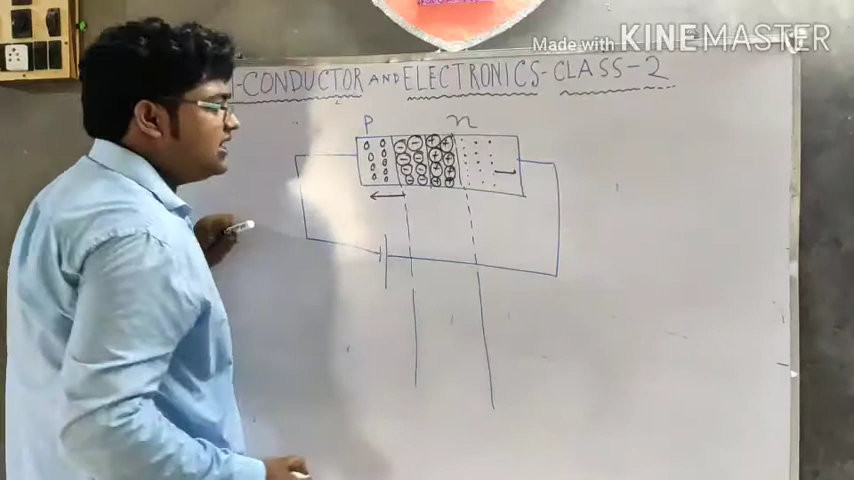 Made with KINEMASTER
-CONDUCTOR AND ELECTRONICS-CLASS-2
P n